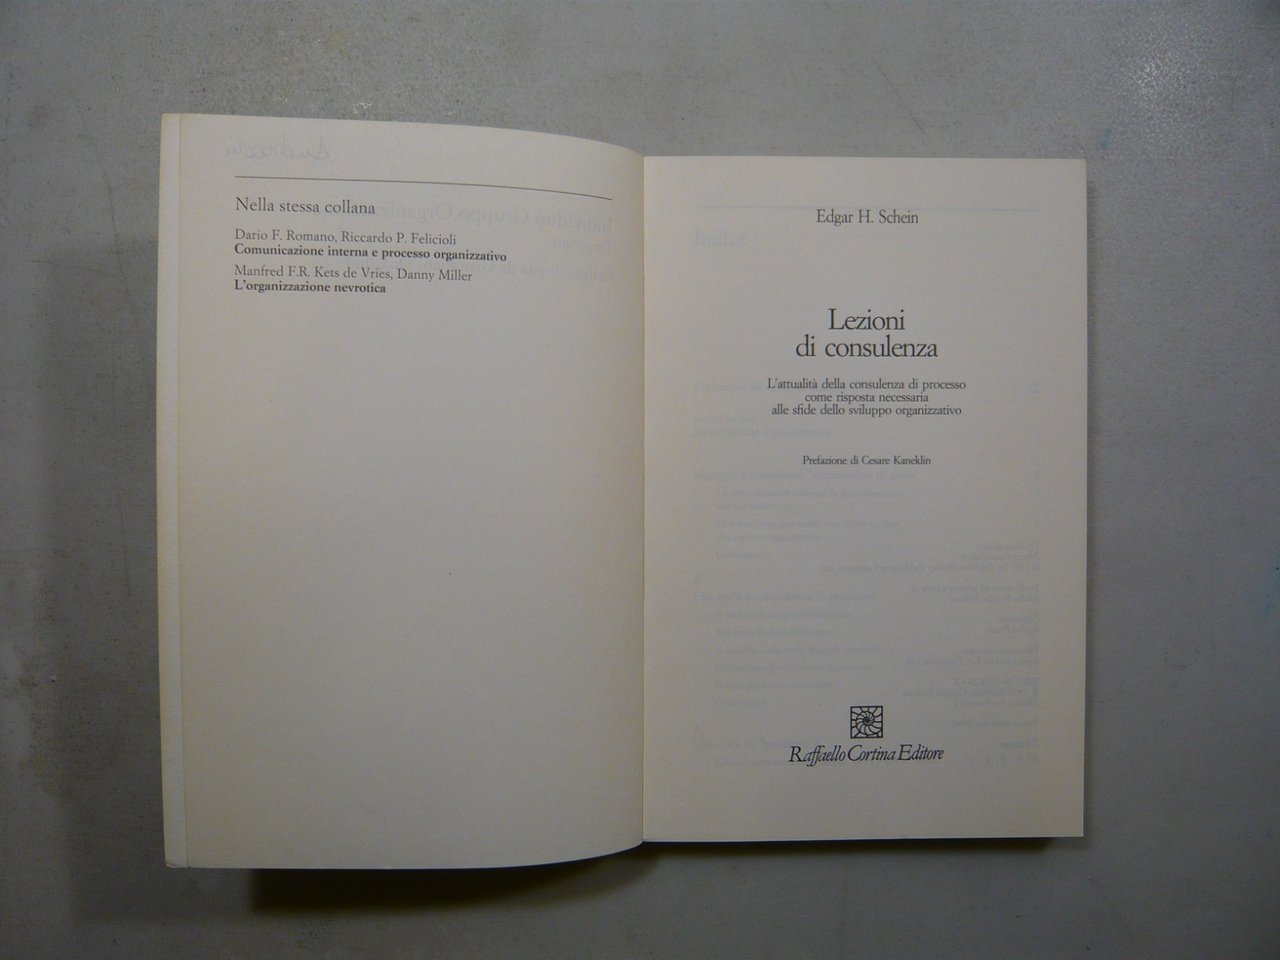 Nella stessa collana
Dario F. Romano, Riccardo P. Felicioli
Comunicazione interna e processo organizzativo
Manfred F.R. Kets de Vries, Danny Miller
L'organizzazione nevrotica
Edgar H. Schein
Lezioni
di consulenza
L'attualità della consulenza di processo
come risposta necessaria
alle sfide dello sviluppo organizzativo
Prefazione di Cesare Kaneklin
Raffaello Cortina Editore